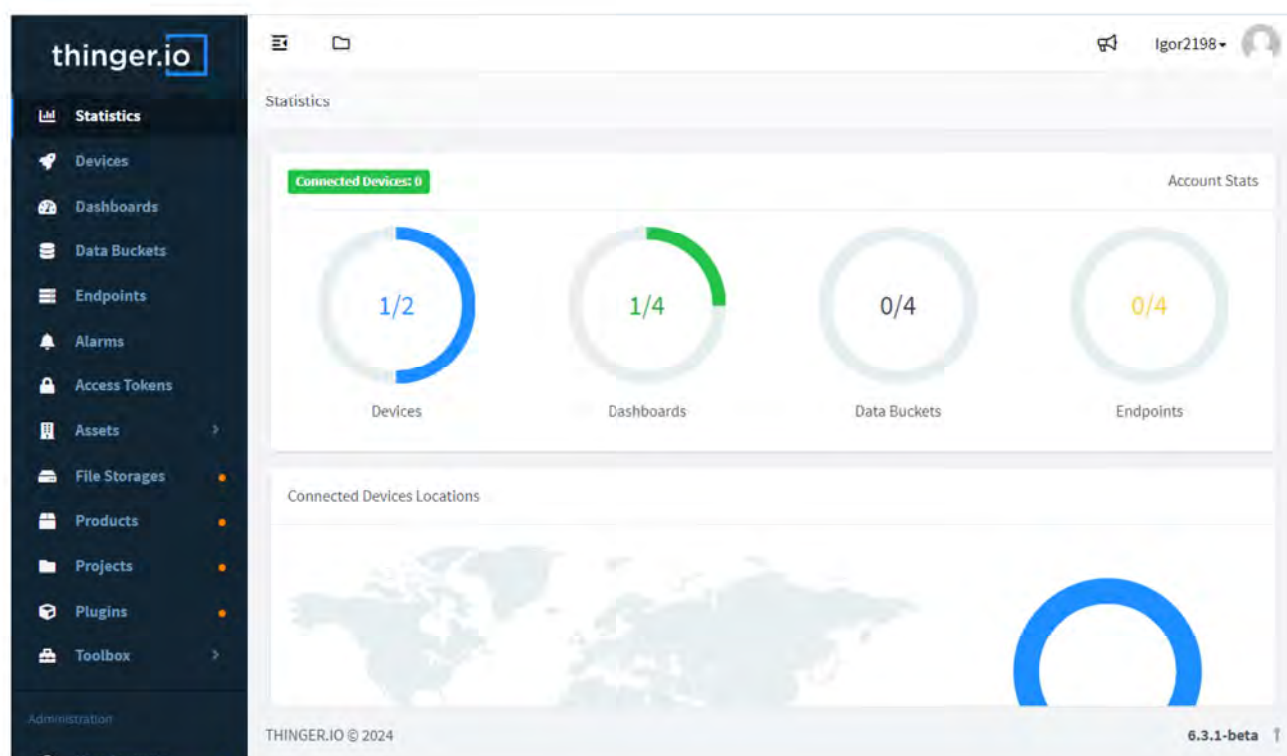 thinger.io
Igor2198
Statistics
Statistics
Devices
Dashboards
Data Buckets
Endpoints
Alarms
Access Tokens
Assets
File Storages
Products
Projects
Plugins
Toolbox
Administration
Connected Devices: 0
Account Stats
1/2
1/4
0/4
0/4
Devices
Dashboards
Data Buckets
Endpoints
Connected Devices Locations
THINGER.IO © 2024
6.3.1-beta